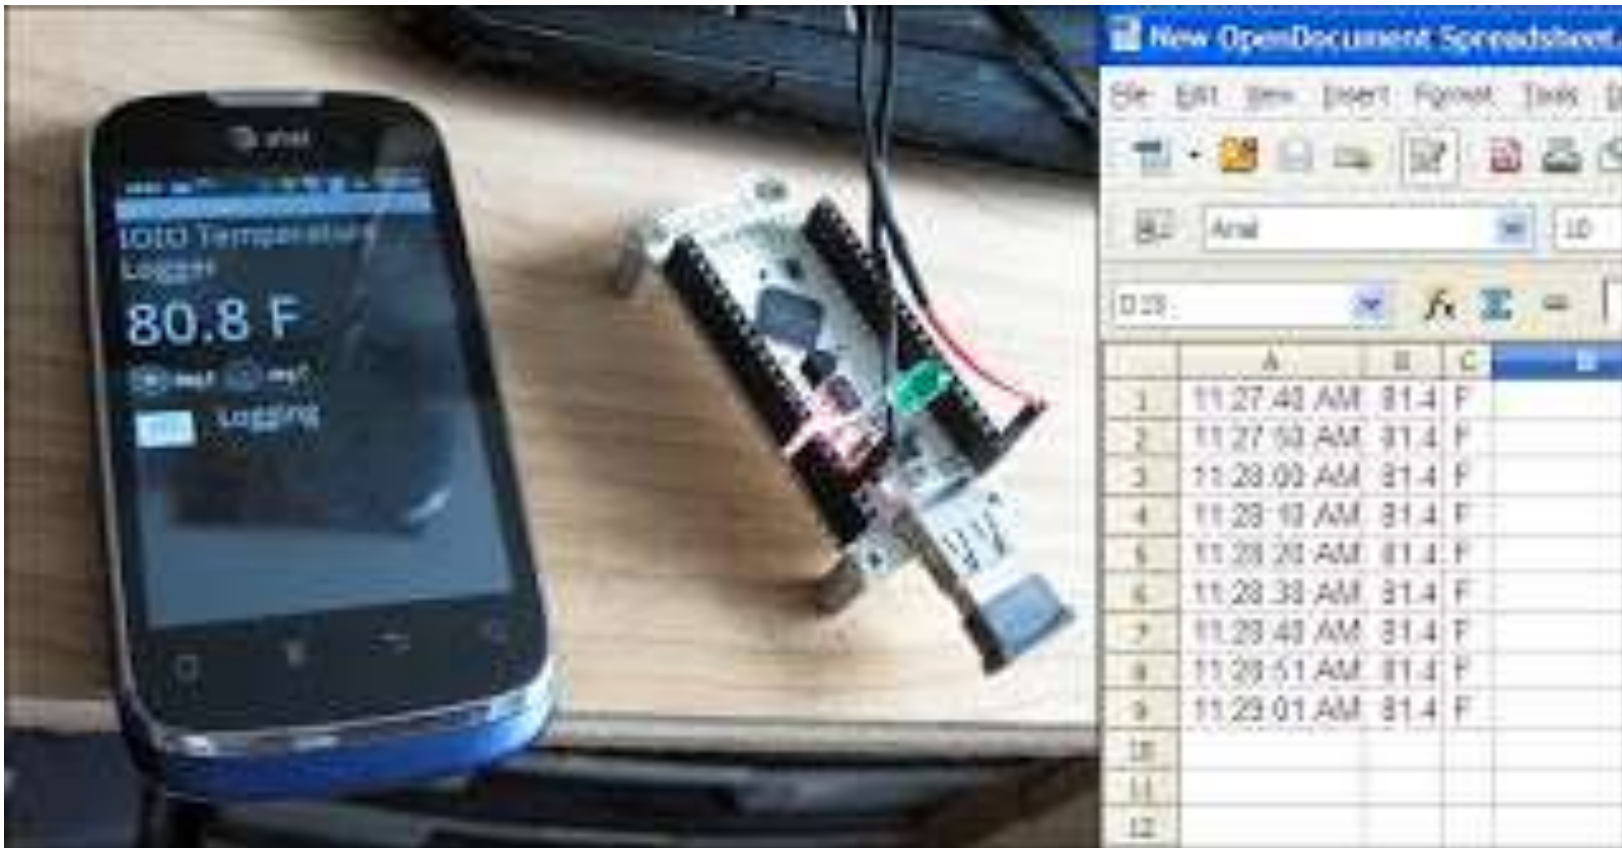 at&t
IOIO Temperature
Logger
80.8 F
Logging
New OpenDocument Spreadsheet.
File Edit View Insert Format Tools
Arial 10
A B C D
1 11:27:40 AM 81.4 F
2 11:27:50 AM 81.4 F
3 11:28:00 AM 81.4 F
4 11:28:10 AM 81.4 F
5 11:28:20 AM 81.4 F
6 11:28:30 AM 81.4 F
7 11:28:40 AM 81.4 F
8 11:28:51 AM 81.4 F
9 11:29:01 AM 81.4 F
10
11
12